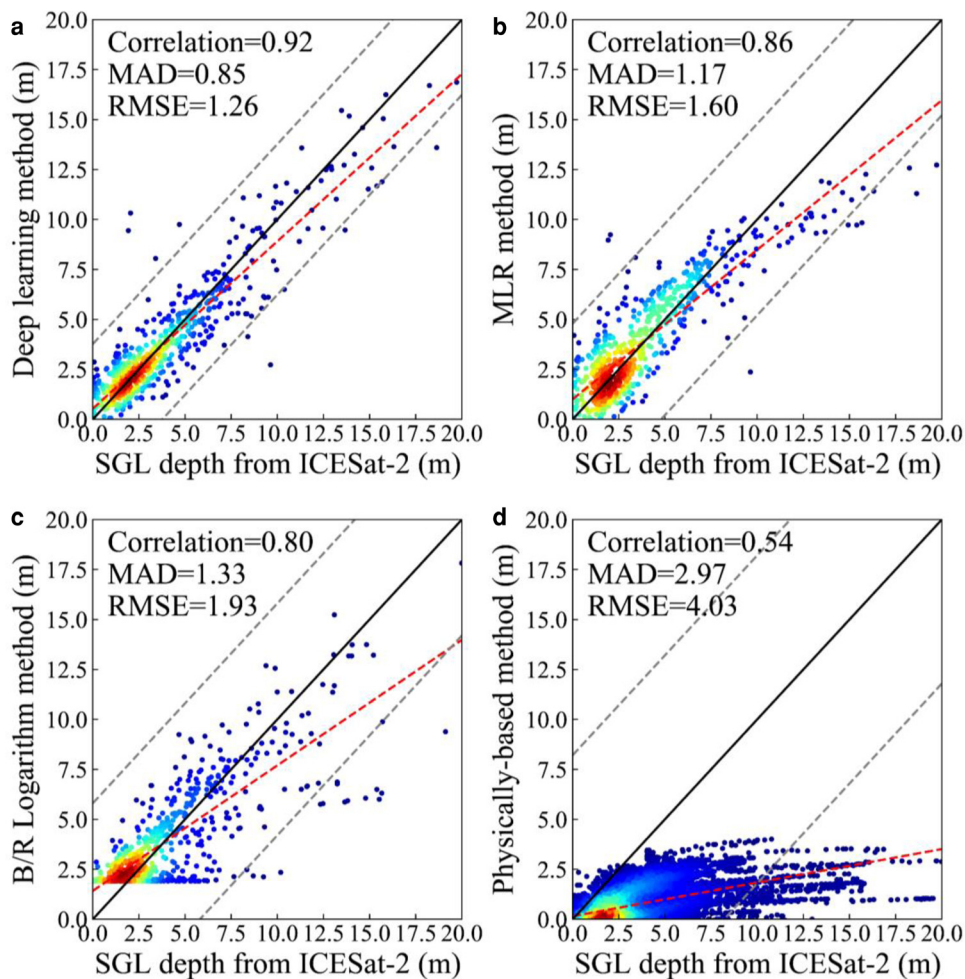 a
Correlation=0.92
MAD=0.85
RMSE=1.26
Deep learning method (m)
20.0
17.5
15.0
12.5
10.0
7.5
5.0
2.5
0.0
0.0 2.5 5.0 7.5 10.0 12.5 15.0 17.5 20.0
SGL depth from ICESat-2 (m)
b
Correlation=0.86
MAD=1.17
RMSE=1.60
MLR method (m)
20.0
17.5
15.0
12.5
10.0
7.5
5.0
2.5
0.0
0.0 2.5 5.0 7.5 10.0 12.5 15.0 17.5 20.0
SGL depth from ICESat-2 (m)
c
Correlation=0.80
MAD=1.33
RMSE=1.93
B/R Logarithm method (m)
20.0
17.5
15.0
12.5
10.0
7.5
5.0
2.5
0.0
0.0 2.5 5.0 7.5 10.0 12.5 15.0 17.5 20.0
SGL depth from ICESat-2 (m)
d
Correlation=0.54
MAD=2.97
RMSE=4.03
Physically-based method (m)
20.0
17.5
15.0
12.5
10.0
7.5
5.0
2.5
0.0
0.0 2.5 5.0 7.5 10.0 12.5 15.0 17.5 20.0
SGL depth from ICESat-2 (m)